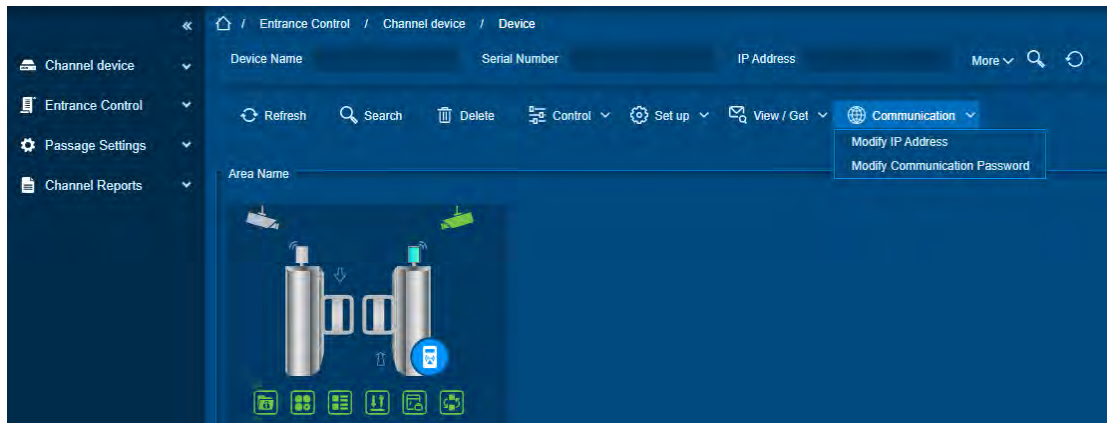 «
/ Entrance Control / Channel device / Device
Device Name Serial Number IP Address More
Channel device
Entrance Control
Passage Settings
Channel Reports
Refresh Search Delete Control Set up View / Get Communication
Modify IP Address
Modify Communication Password
Area Name